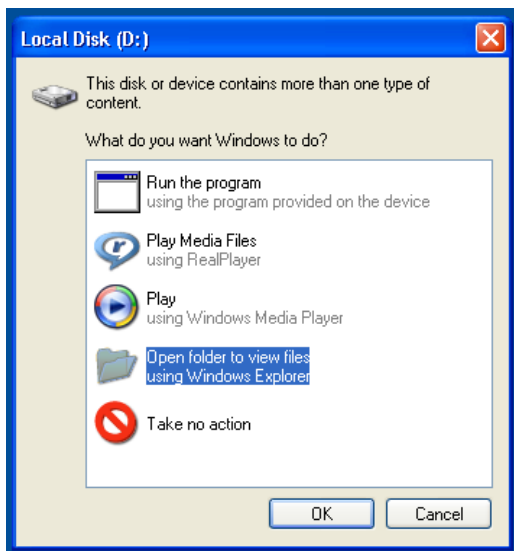 Local Disk (D:)
This disk or device contains more than one type of
content.
What do you want Windows to do?
Run the program
using the program provided on the device
Play Media Files
using RealPlayer
Play
using Windows Media Player
Open folder to view files
using Windows Explorer
Take no action
OK
Cancel